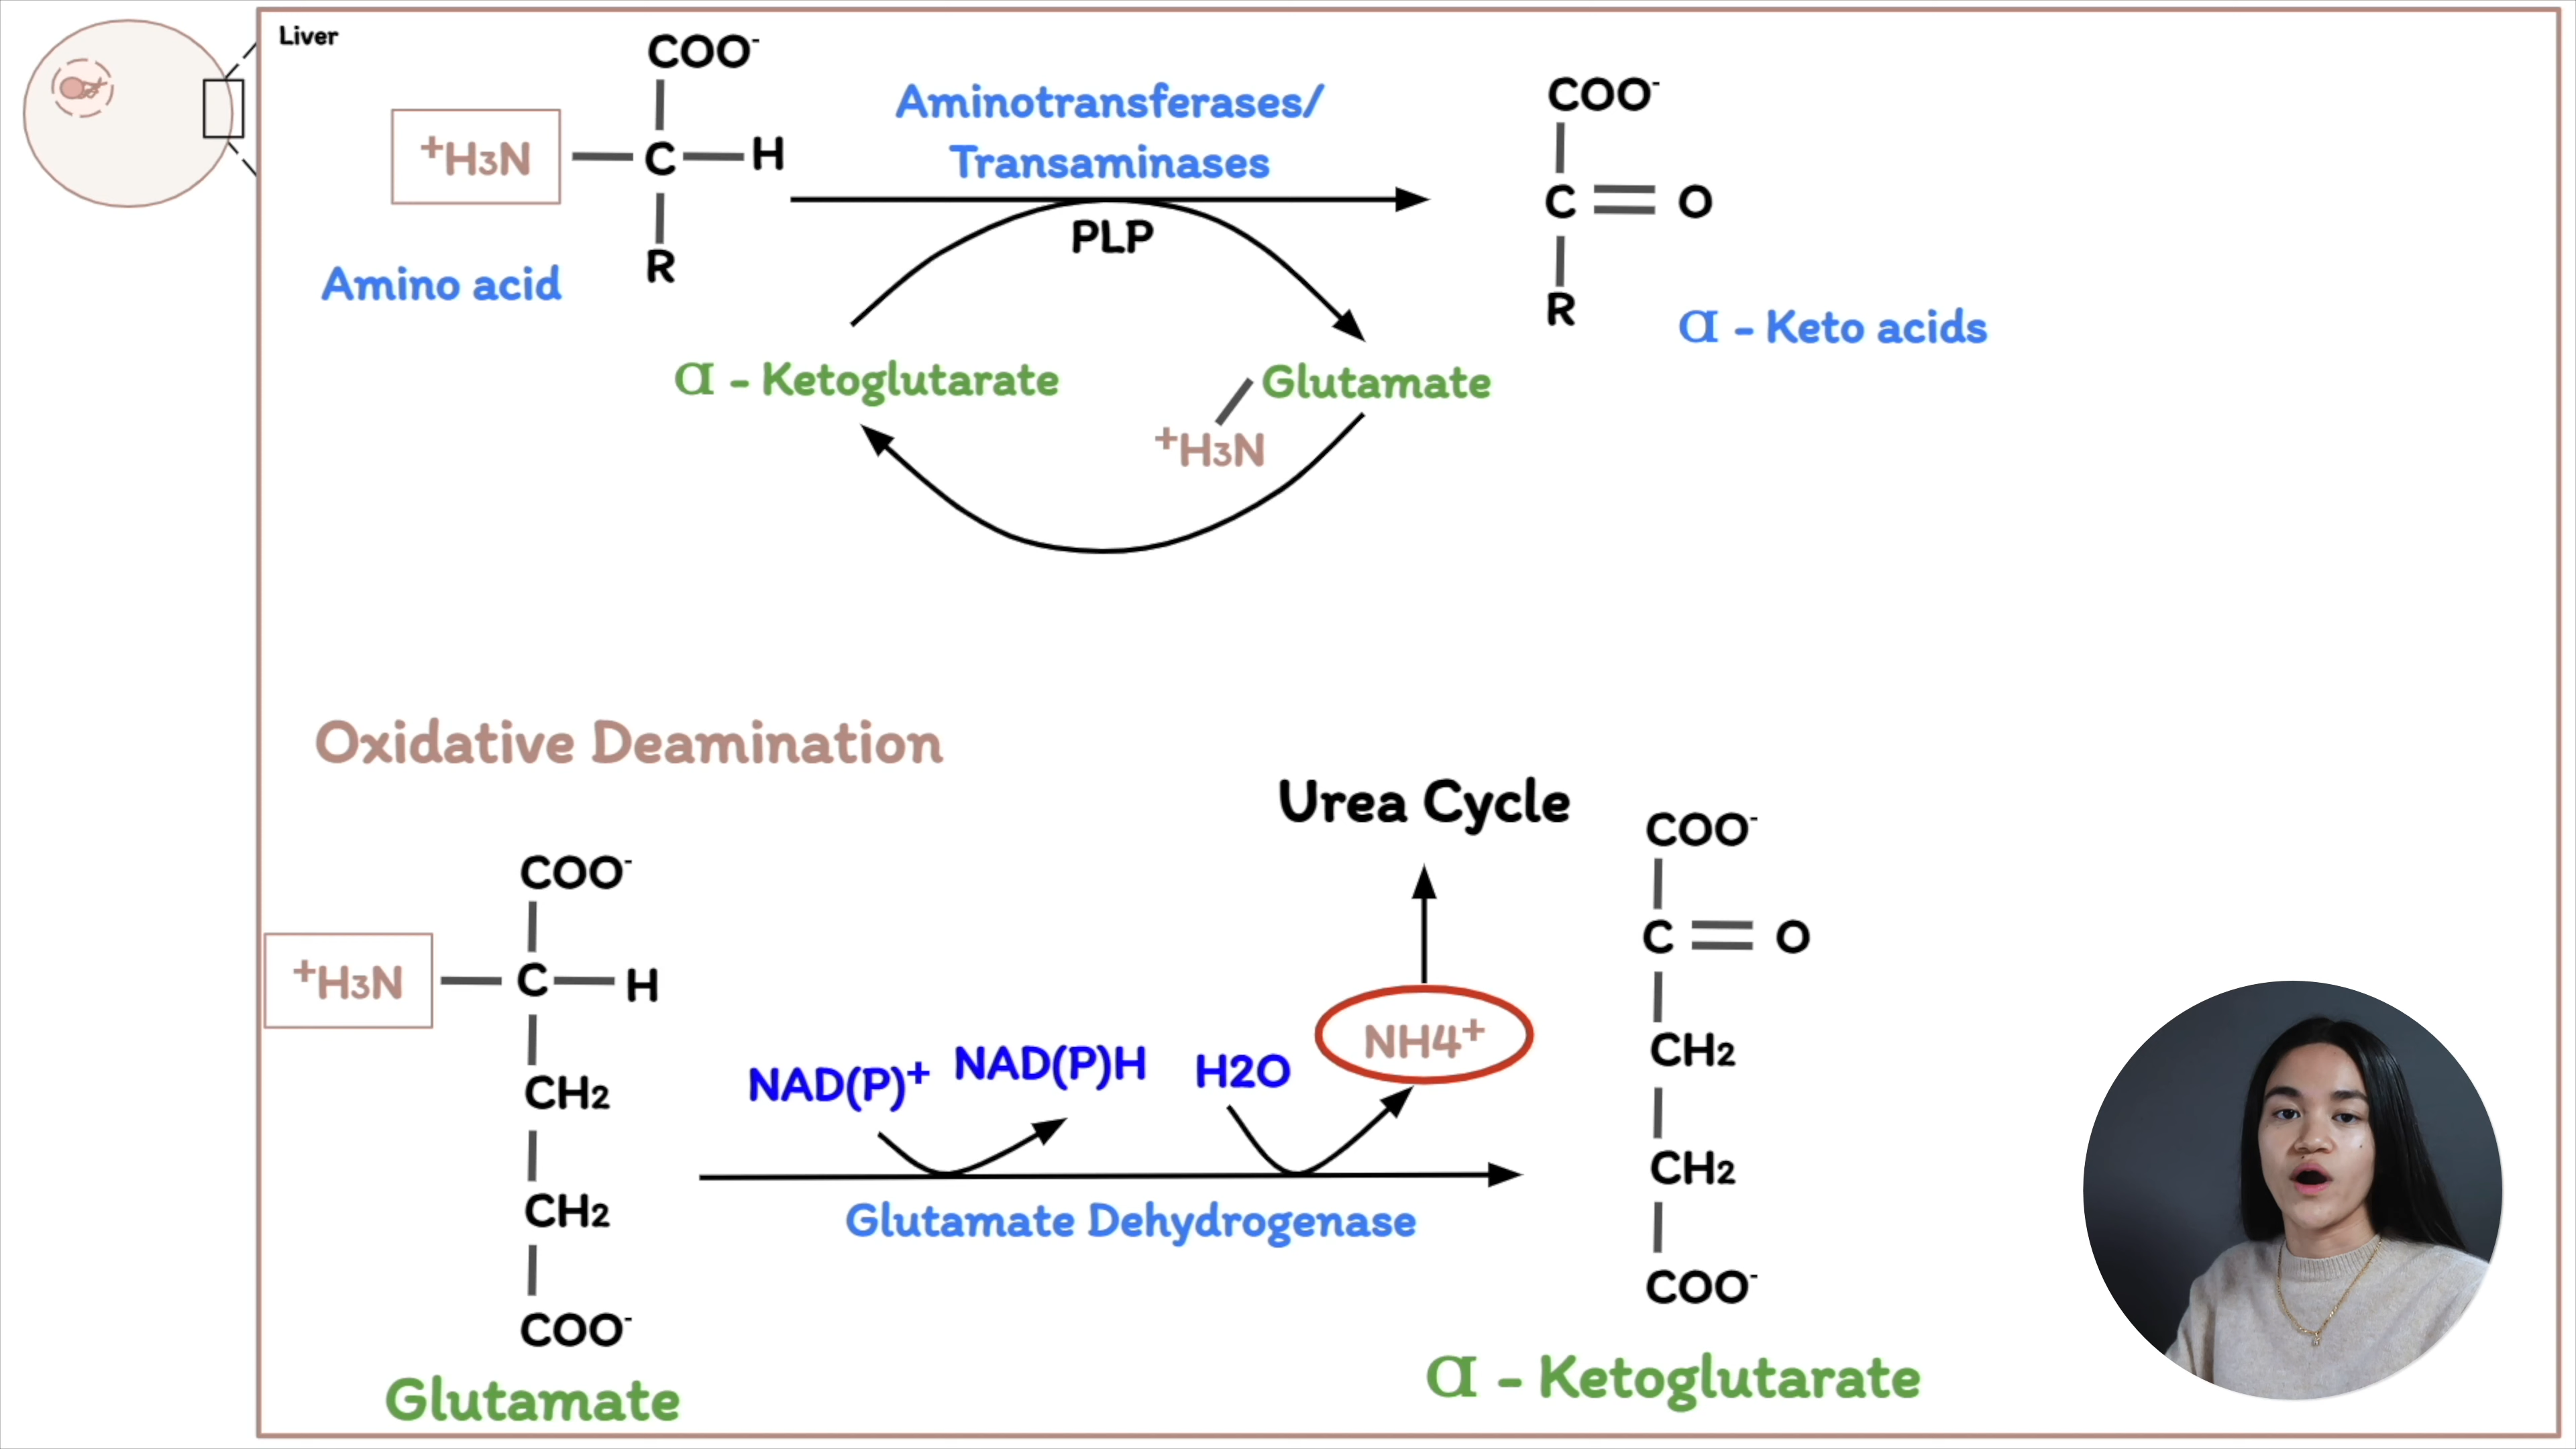 Liver
COO⁻
⁺H₃N
C
H
R
Amino acid
Aminotransferases/
Transaminases
PLP
COO⁻
C
O
R
α - Keto acids
α - Ketoglutarate
Glutamate
⁺H₃N
Oxidative Deamination
Urea Cycle
COO⁻
⁺H₃N
C
H
CH₂
CH₂
COO⁻
Glutamate
NAD(P)⁺
NAD(P)H
H2O
NH4⁺
Glutamate Dehydrogenase
COO⁻
C
O
CH₂
CH₂
COO⁻
α - Ketoglutarate